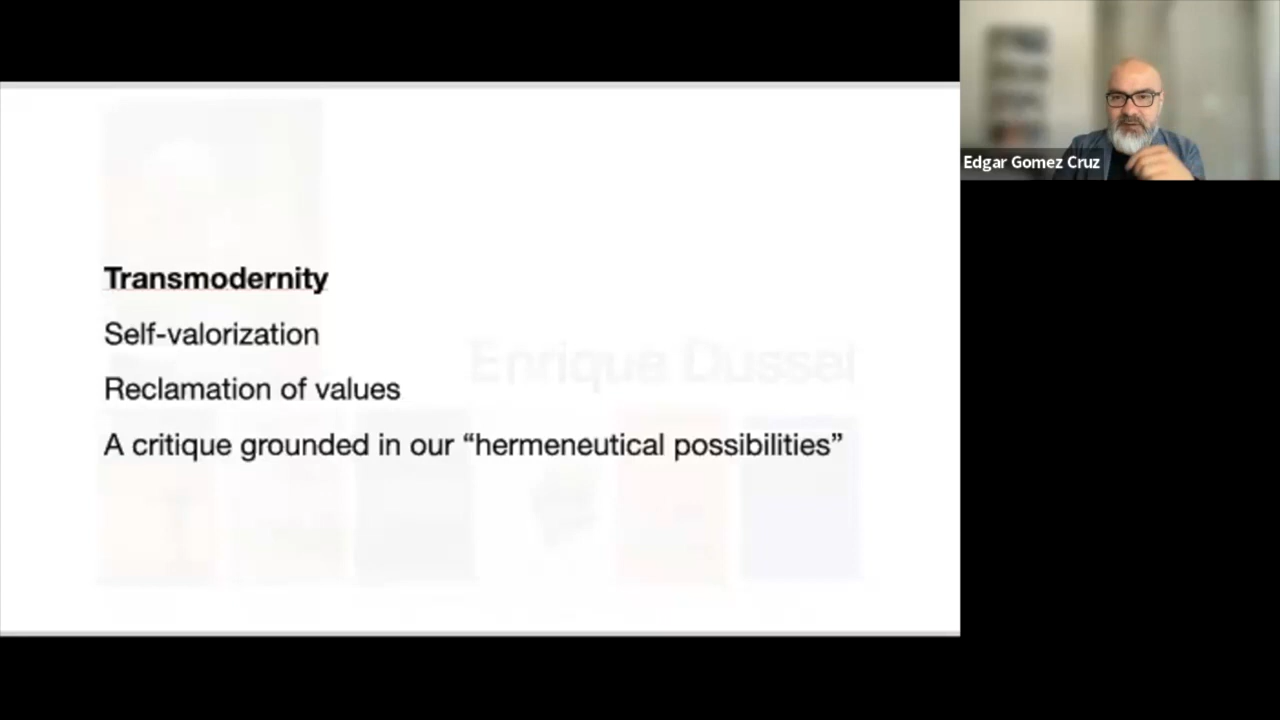 Transmodernity
Self-valorization
Reclamation of values
A critique grounded in our “hermeneutical possibilities”
Enrique Dussel
Edgar Gomez Cruz